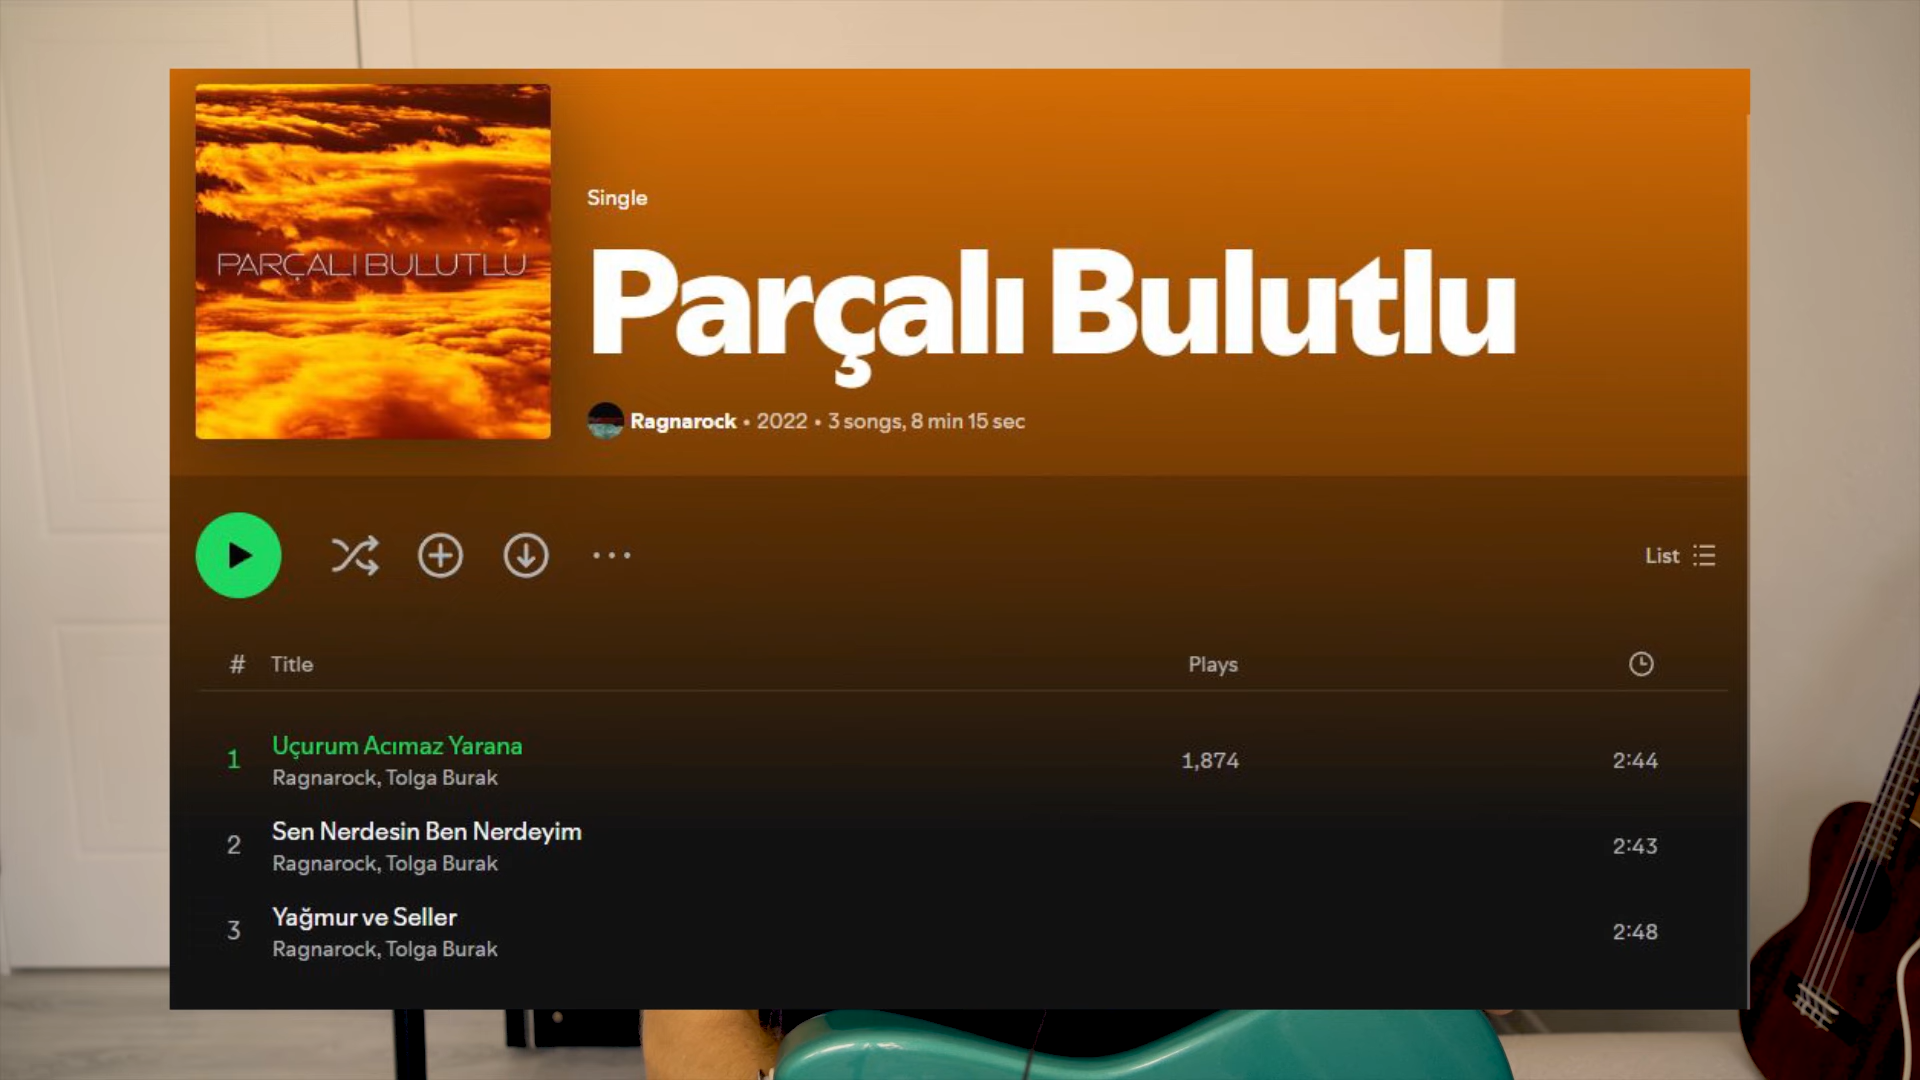 PARÇALI BULUTLU
Single
Parçalı Bulutlu
Ragnarock • 2022 • 3 songs, 8 min 15 sec
List
# Title Plays
1 Uçurum Acımaz Yarana 1,874 2:44
Ragnarock, Tolga Burak
2 Sen Nerdesin Ben Nerdeyim 2:43
Ragnarock, Tolga Burak
3 Yağmur ve Seller 2:48
Ragnarock, Tolga Burak